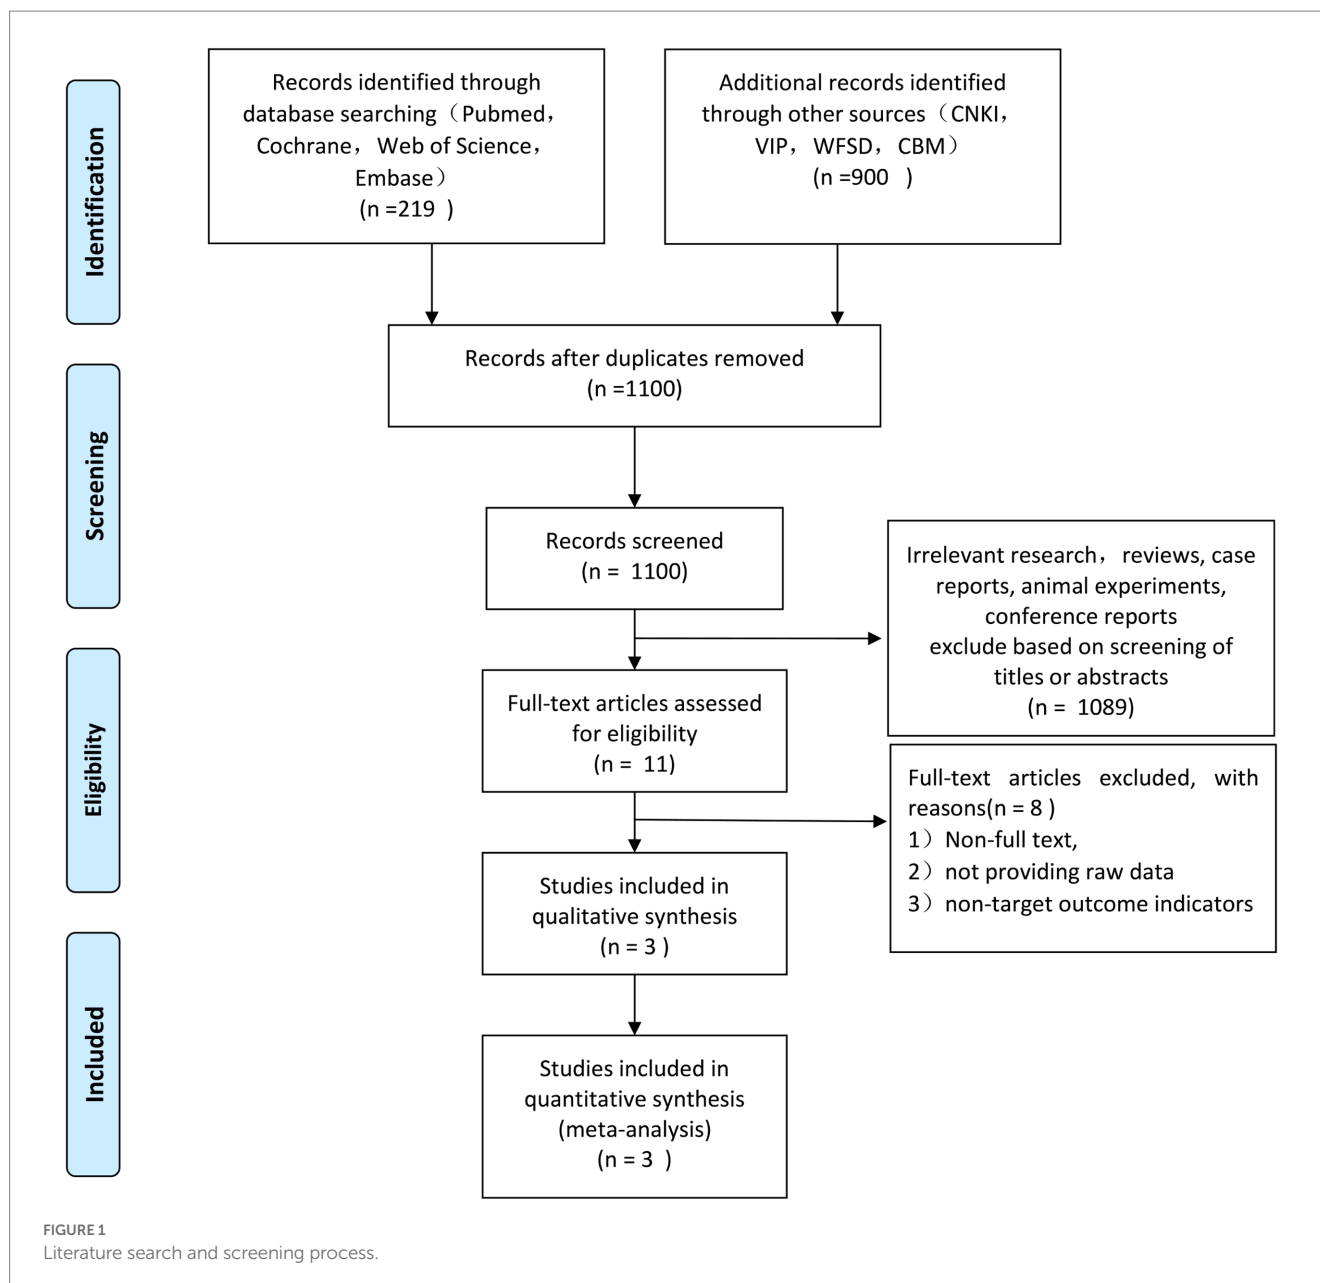 Identification
Records identified through
database searching（Pubmed，
Cochrane，Web of Science，
Embase）
(n =219  )
Additional records identified
through other sources（CNKI，
VIP， WFSD，CBM）
(n =900   )
Records after duplicates removed
(n =1100)
Screening
Records screened
(n =  1100)
Irrelevant research，reviews, case
reports, animal experiments,
conference reports
exclude based on screening of
titles or abstracts
(n =  1089)
Eligibility
Full-text articles assessed
for eligibility
(n =  11)
Full-text articles excluded, with
reasons(n = 8 )
1）Non-full text,
2）not providing raw data
3）non-target outcome indicators
Studies included in
qualitative synthesis
(n = 3 )
Included
Studies included in
quantitative synthesis
(meta-analysis)
(n = 3  )
FIGURE 1
Literature search and screening process.